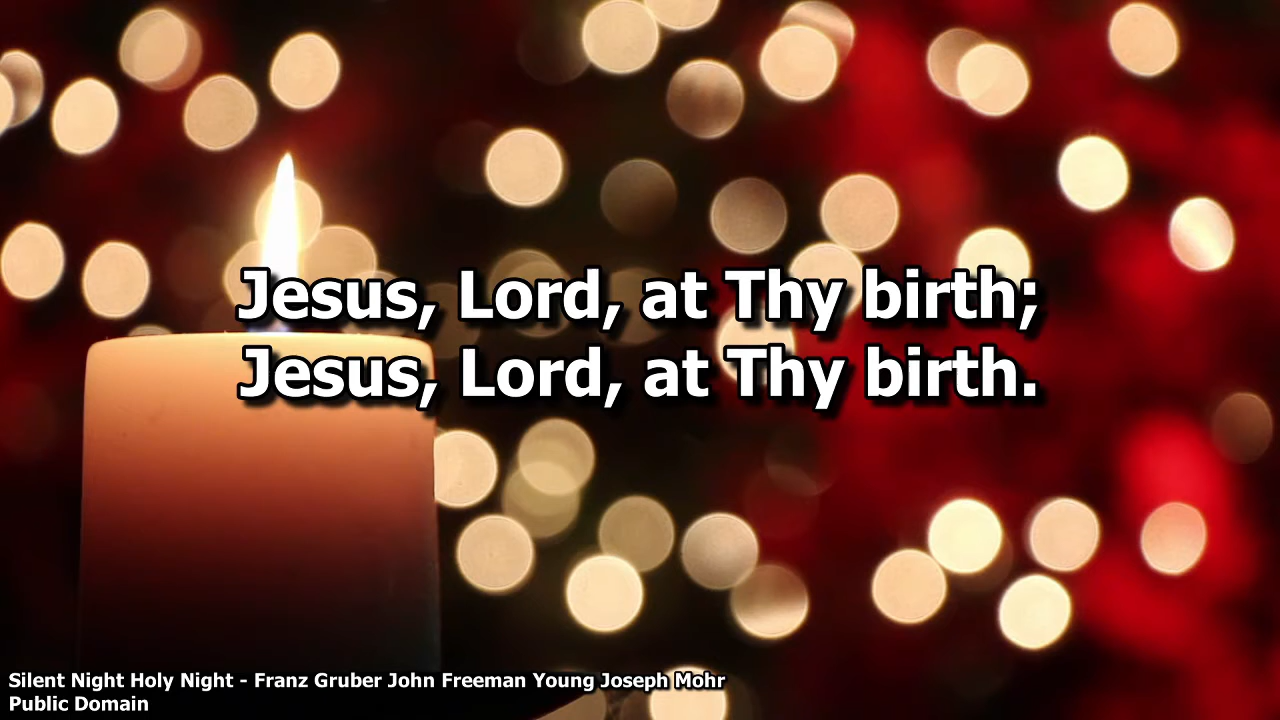 Jesus, Lord, at Thy birth;
Jesus, Lord, at Thy birth.
Silent Night Holy Night - Franz Gruber John Freeman Young Joseph Mohr
Public Domain